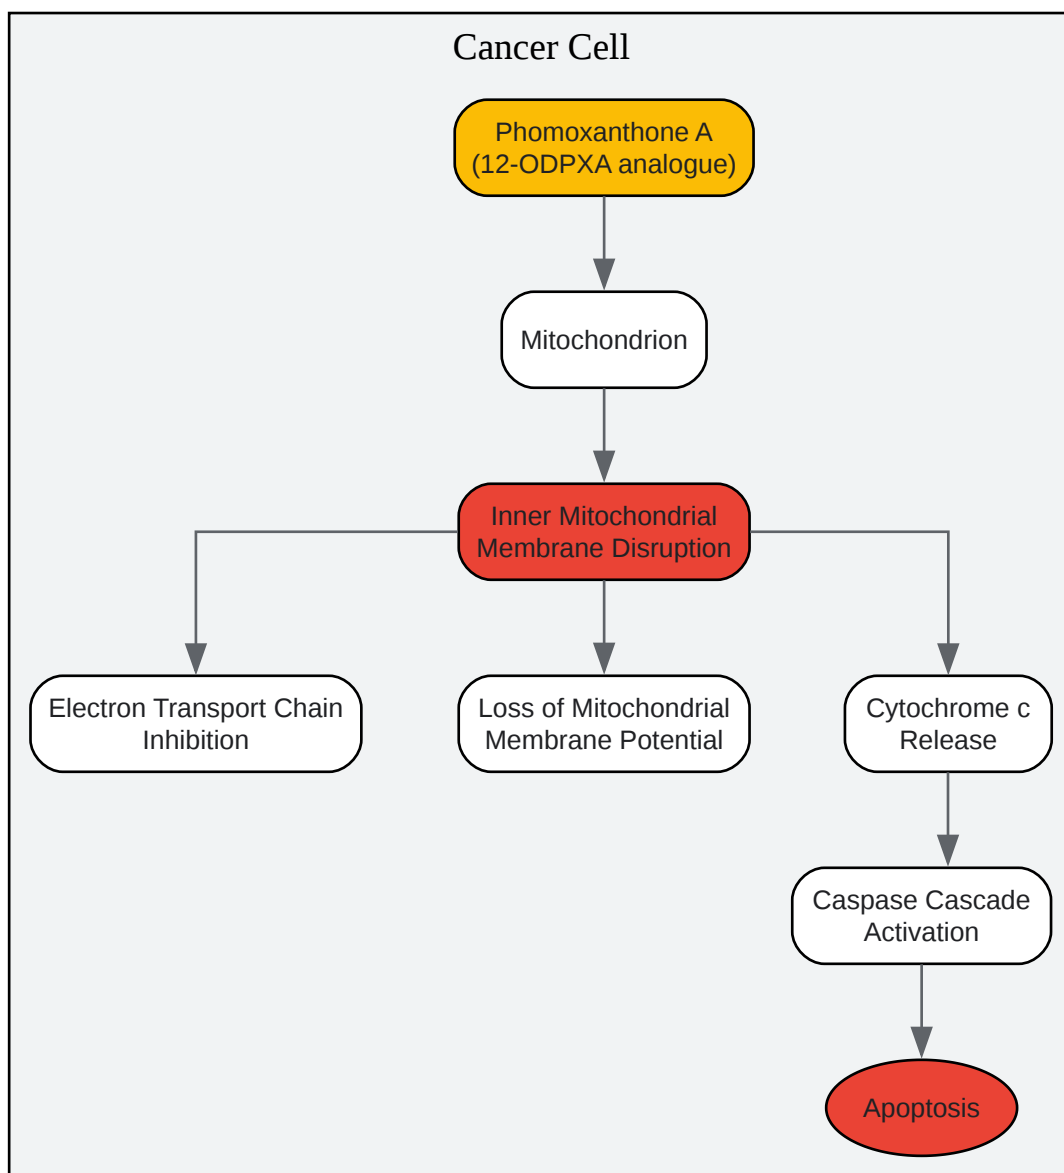 Cancer Cell
Phomoxanthone A
(12-ODPXA analogue)
Mitochondrion
Inner Mitochondrial
Membrane Disruption
Electron Transport Chain
Inhibition
Loss of Mitochondrial
Membrane Potential
Cytochrome c
Release
Caspase Cascade
Activation
Apoptosis